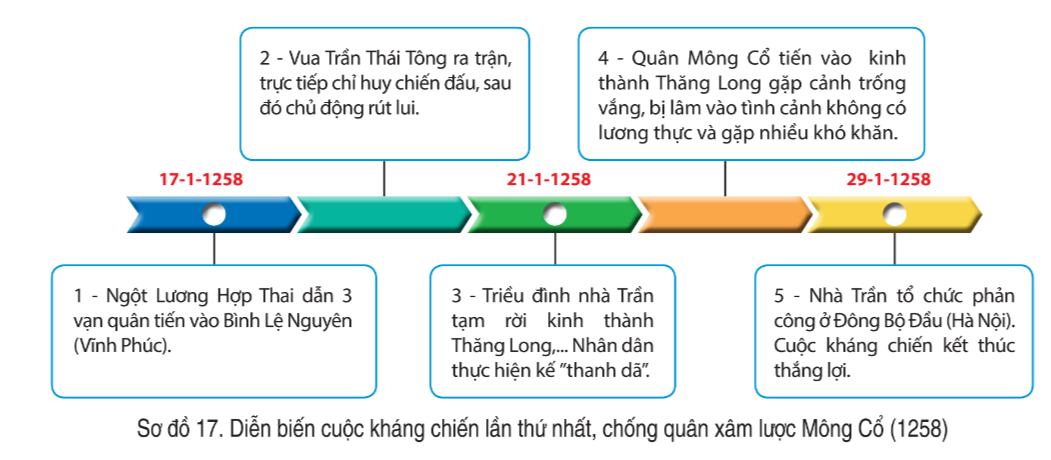 2 - Vua Trần Thái Tông ra trận,
trực tiếp chỉ huy chiến đấu, sau
đó chủ động rút lui.
4 - Quân Mông Cổ tiến vào kinh
thành Thăng Long gặp cảnh trống
vắng, bị lâm vào tình cảnh không có
lương thực và gặp nhiều khó khăn.
17-1-1258
21-1-1258
29-1-1258
1 - Ngột Lương Hợp Thai dẫn 3
vạn quân tiến vào Bình Lệ Nguyên
(Vĩnh Phúc).
3 - Triều đình nhà Trần
tạm rời kinh thành
Thăng Long,... Nhân dân
thực hiện kế "thanh dã".
5 - Nhà Trần tổ chức phản
công ở Đông Bộ Đầu (Hà Nội).
Cuộc kháng chiến kết thúc
thắng lợi.
Sơ đồ 17. Diễn biến cuộc kháng chiến lần thứ nhất, chống quân xâm lược Mông Cổ (1258)